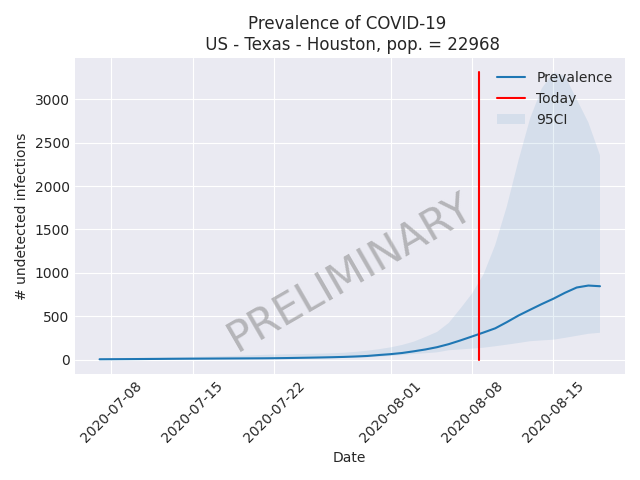 Prevalence of COVID-19
US - Texas - Houston, pop. = 22968
Prevalence
Today
95CI
# undetected infections
3000
2500
2000
1500
1000
500
0
PRELIMINARY
2020-07-08
2020-07-15
2020-07-22
2020-08-01
2020-08-08
2020-08-15
Date